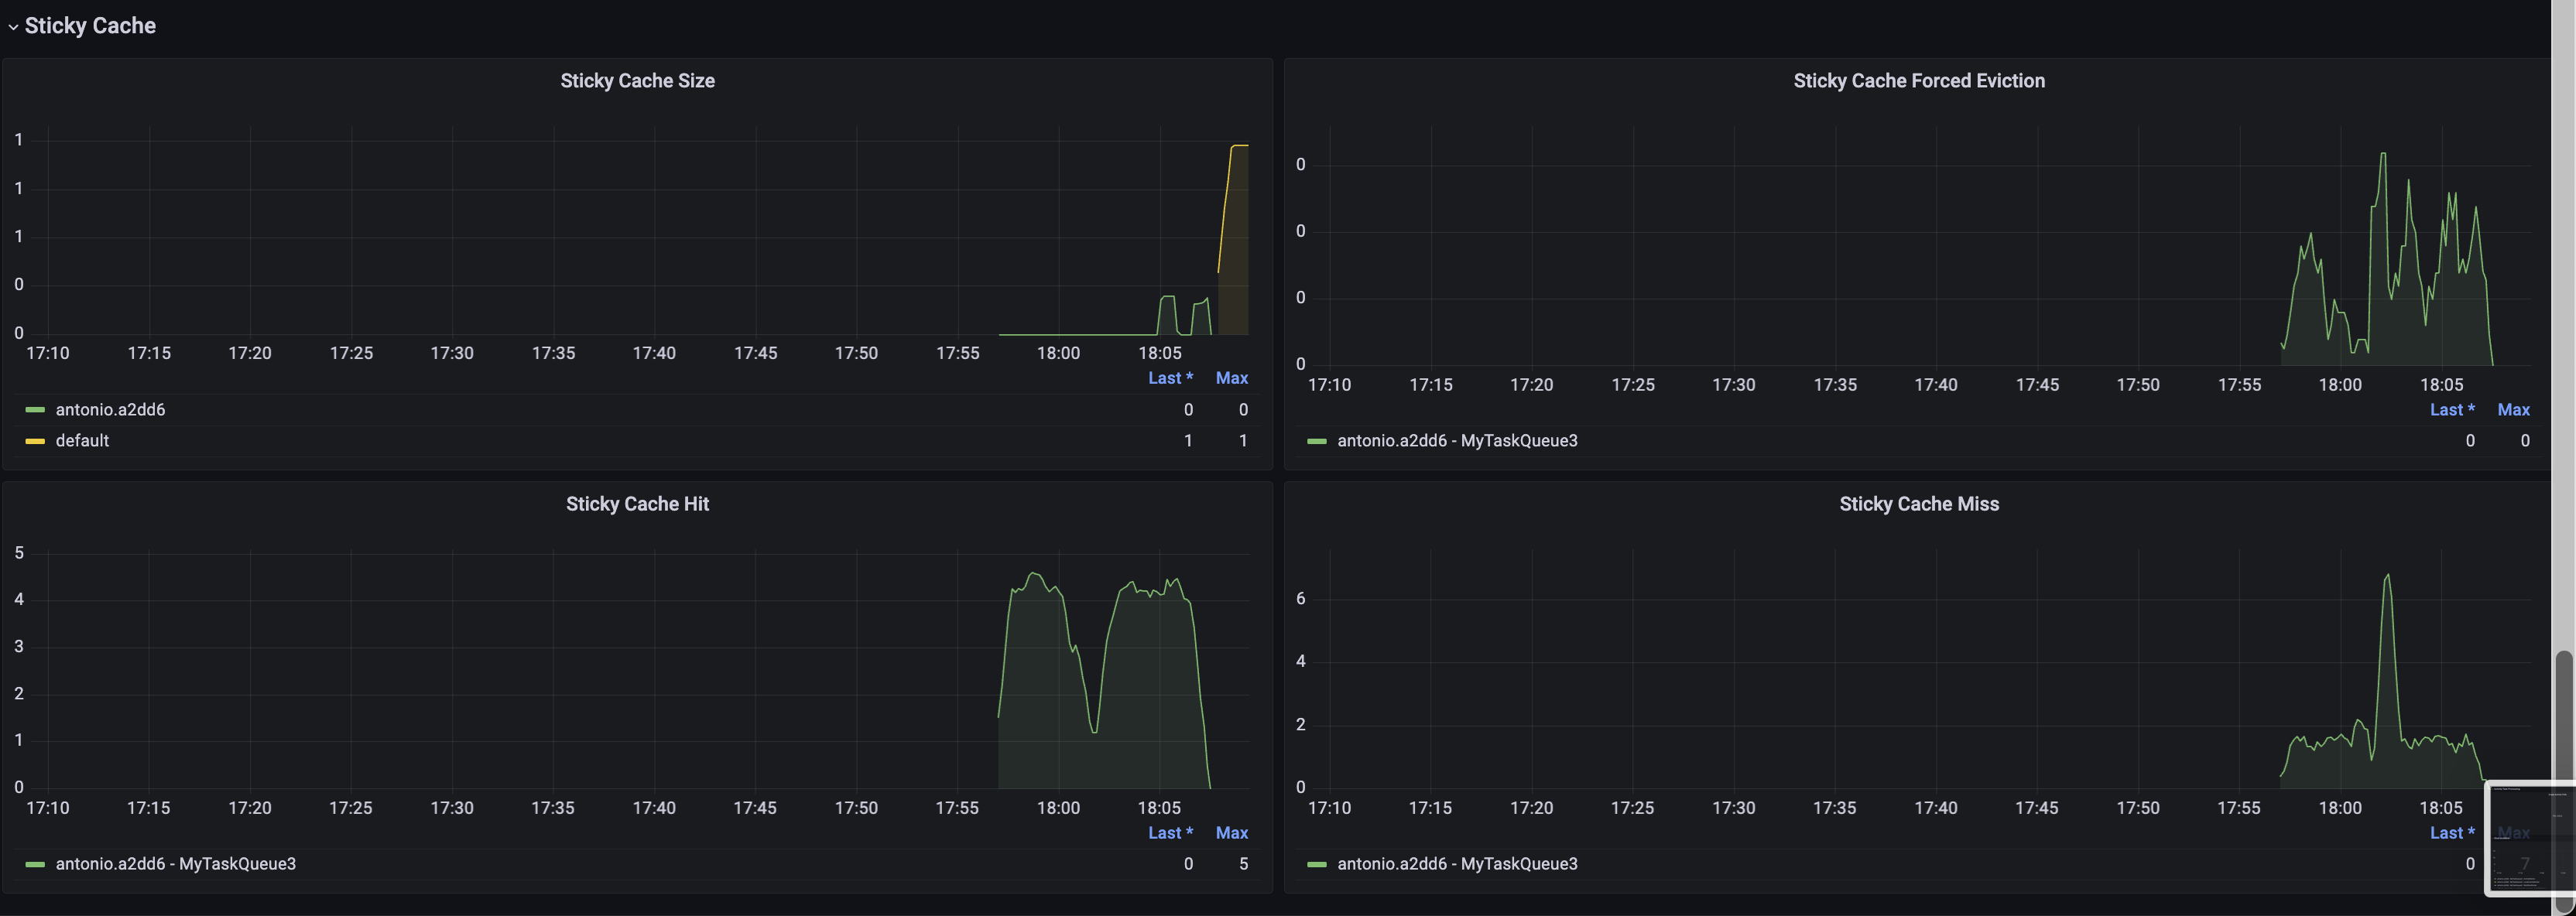 Sticky Cache
Sticky Cache Size
1
1
1
0
0
17:10 17:15 17:20 17:25 17:30 17:35 17:40 17:45 17:50 17:55 18:00 18:05
Last * Max
antonio.a2dd6 0 0
default 1 1
Sticky Cache Forced Eviction
0
0
0
0
17:10 17:15 17:20 17:25 17:30 17:35 17:40 17:45 17:50 17:55 18:00 18:05
Last * Max
antonio.a2dd6 - MyTaskQueue3 0 0
Sticky Cache Hit
5
4
3
2
1
0
17:10 17:15 17:20 17:25 17:30 17:35 17:40 17:45 17:50 17:55 18:00 18:05
Last * Max
antonio.a2dd6 - MyTaskQueue3 0 5
Sticky Cache Miss
6
4
2
0
17:10 17:15 17:20 17:25 17:30 17:35 17:40 17:45 17:50 17:55 18:00 18:05
Last * Max
antonio.a2dd6 - MyTaskQueue3 0 7